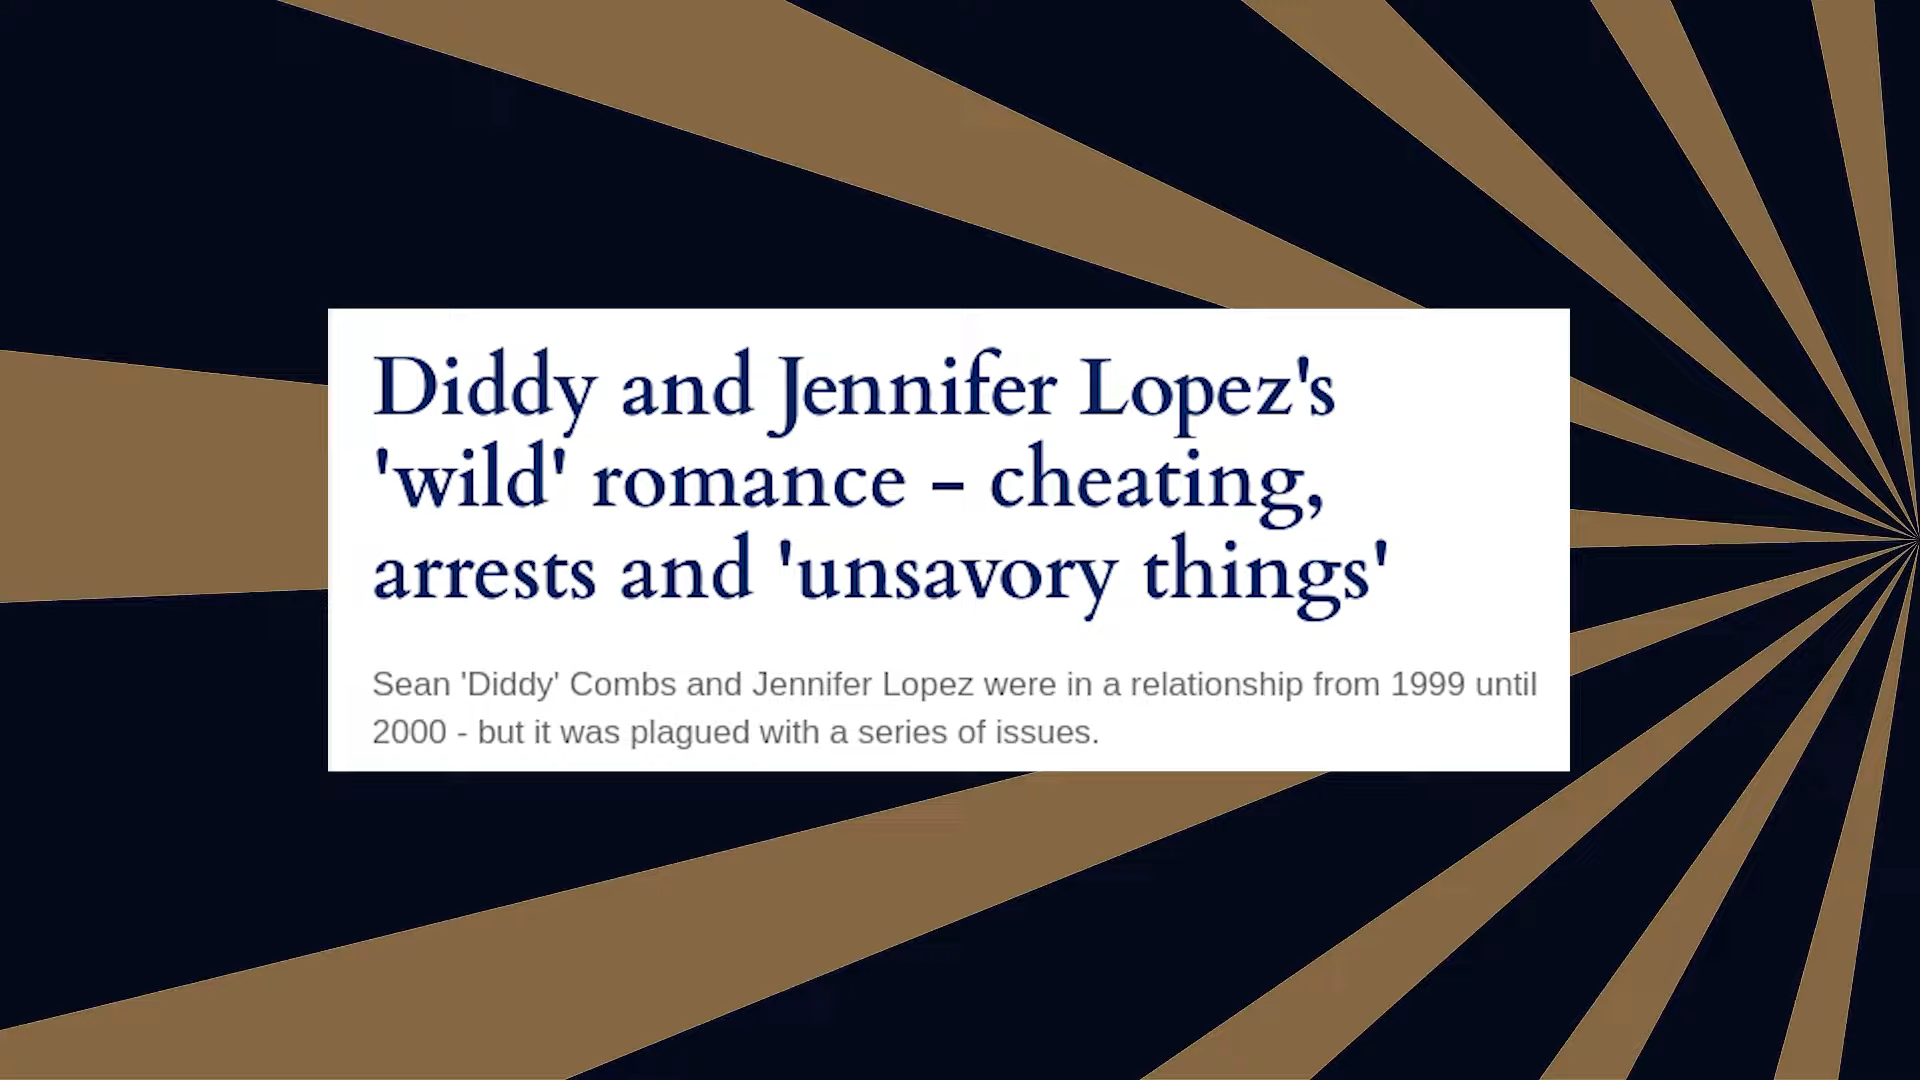 Diddy and Jennifer Lopez's
'wild' romance - cheating,
arrests and 'unsavory things'
Sean 'Diddy' Combs and Jennifer Lopez were in a relationship from 1999 until
2000 - but it was plagued with a series of issues.